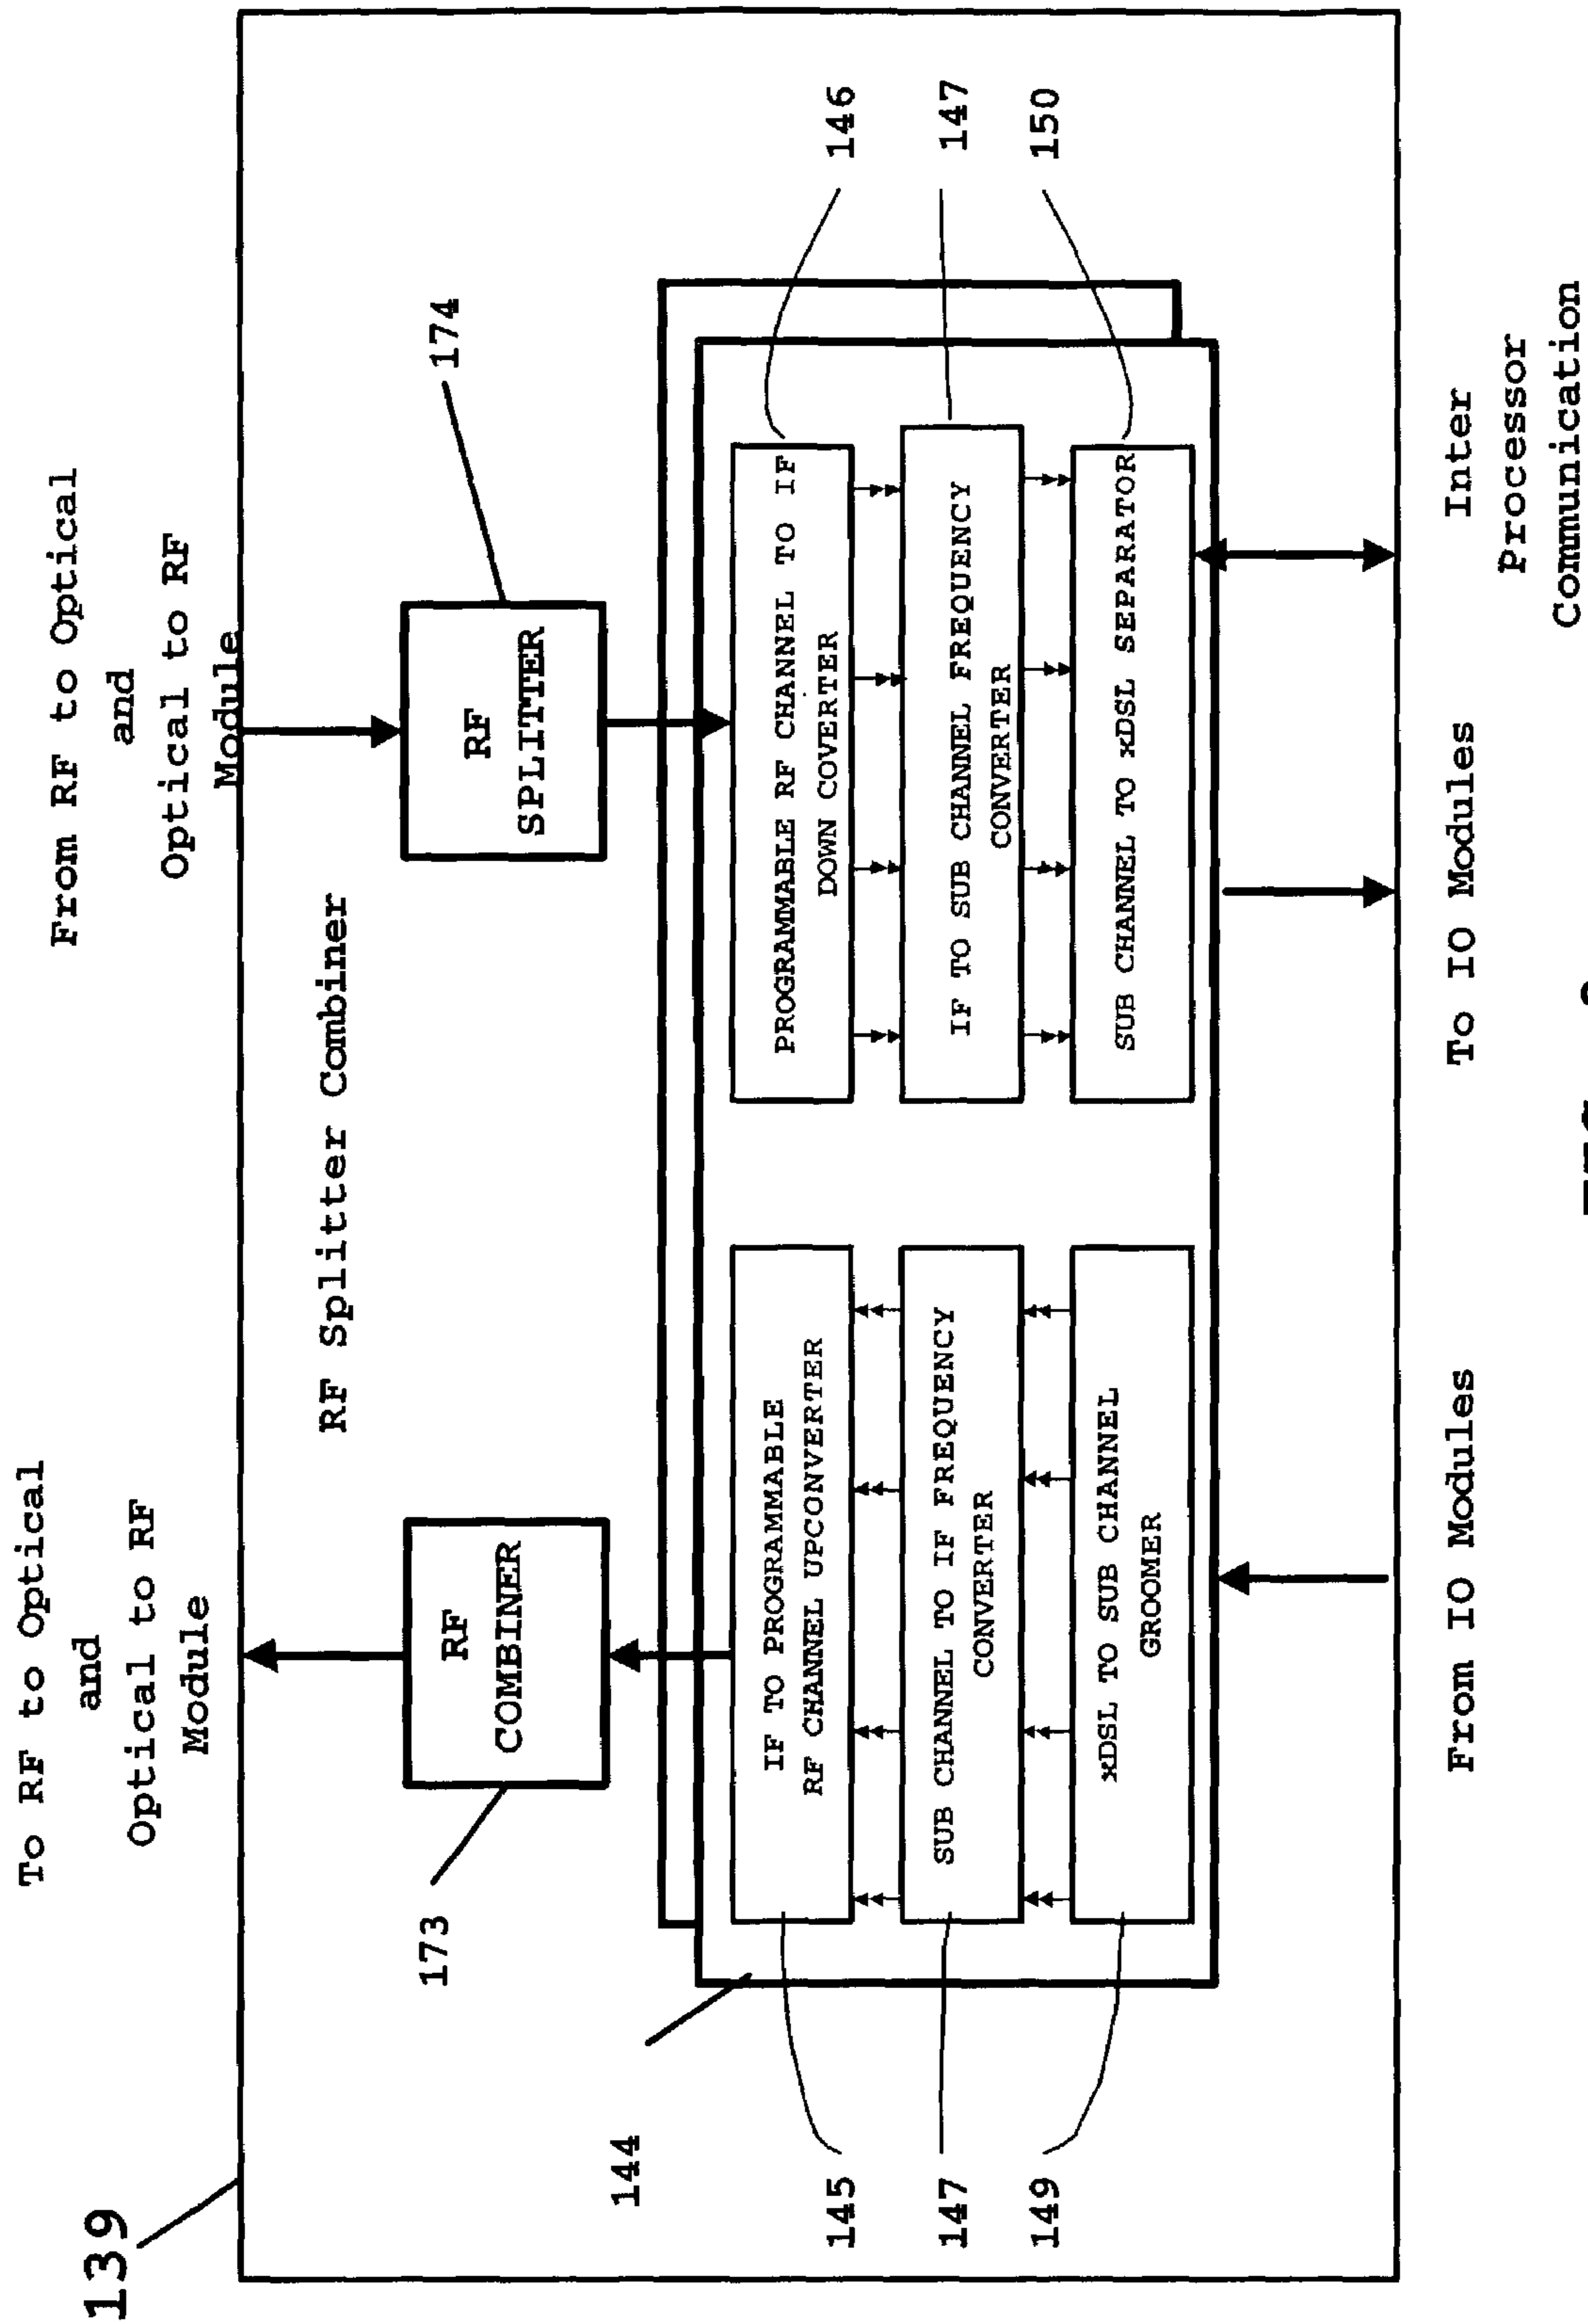 139
To RF to Optical
and
Optical to RF
Module
From RF to Optical
and
Optical to RF
Module
RF Splitter Combiner
173
RF
COMBINER
174
RF
SPLITTER
144
145
IF TO PROGRAMMABLE
RF CHANNEL UPCONVERTER
147
SUB CHANNEL TO IF FREQUENCY
CONVERTER
149
xDSL TO SUB CHANNEL
GROOMER
PROGRAMMABLE RF CHANNEL TO IF
DOWN COVERTER
146
IF TO SUB CHANNEL FREQUENCY
CONVERTER
147
SUB CHANNEL TO xDSL SEPARATOR
150
From IO Modules
To IO Modules
Inter
Processor
Communication